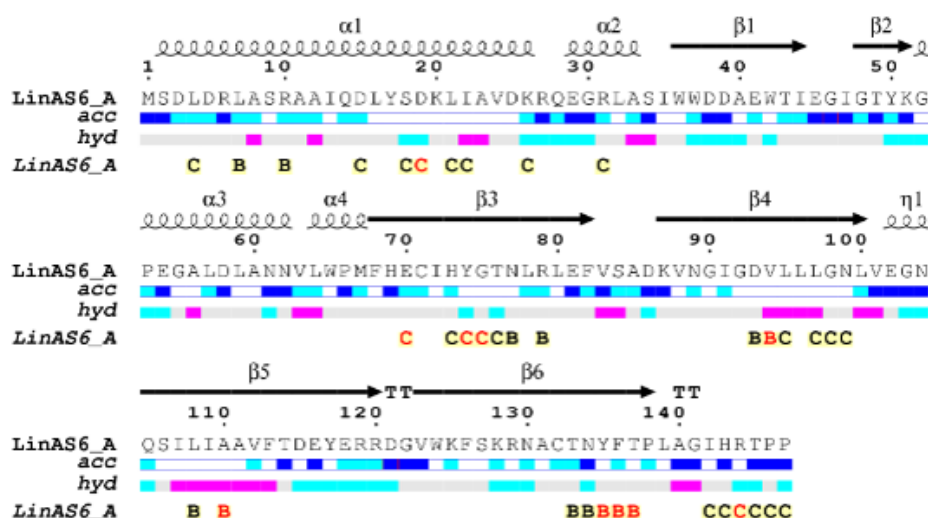 α1 α2 β1 β2
1 10 20 30 40 50
LinAS6_A MSDLDRLASRAAIQDLYSDKLIAVDKRQEGRLASIWWDDAEWTIEGIGTYKG
acc
hyd
LinAS6_A C B B C CC CC C C
α3 α4 β3 β4 η1
60 70 80 90 100
LinAS6_A PEGALDLANNVLWPMFHECIHYGTNLRLEFVSADKVNGIGDVLLLGNLVEGN
acc
hyd
LinAS6_A C CCCCB B BBC CCC
β5 TT β6 TT
110 120 130 140
LinAS6_A QSILIAAVFTDEYERRDGVWKFSKRNACTNYFTPLAGIHRTPP
acc
hyd
LinAS6_A B B BBBBB CCCCCC